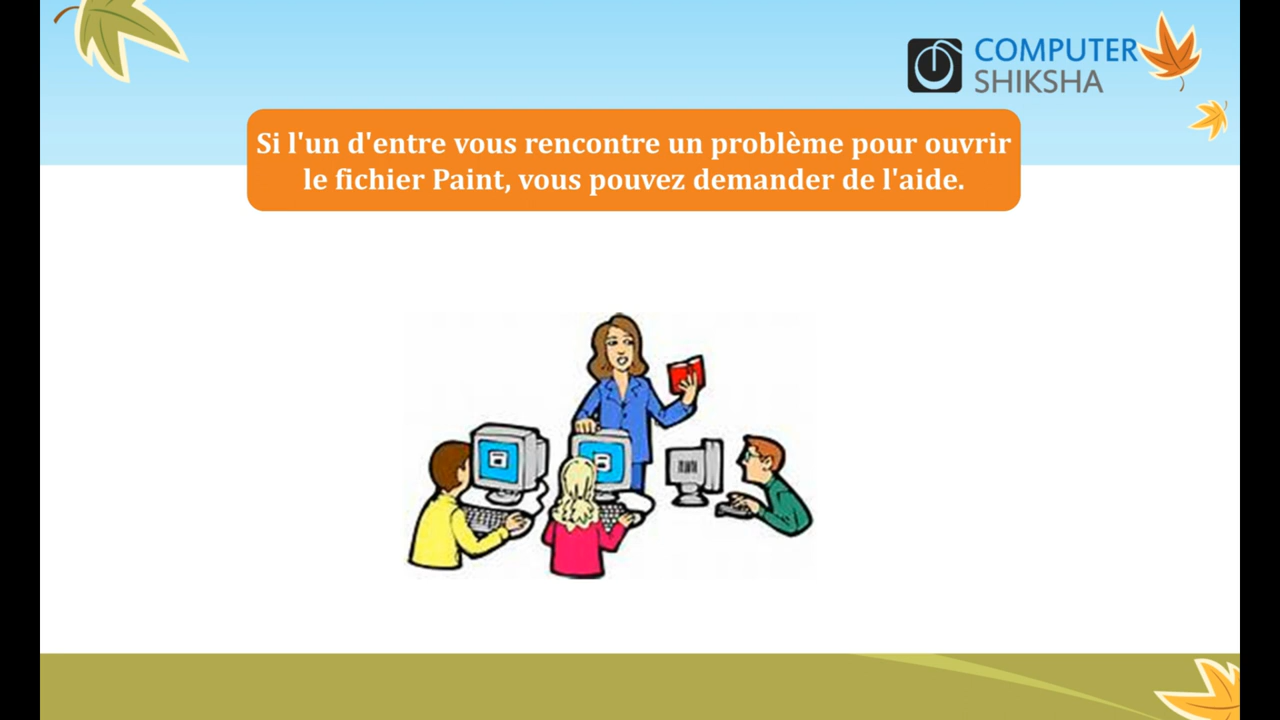 COMPUTER
SHIKSHA
Si l'un d'entre vous rencontre un problème pour ouvrir
le fichier Paint, vous pouvez demander de l'aide.